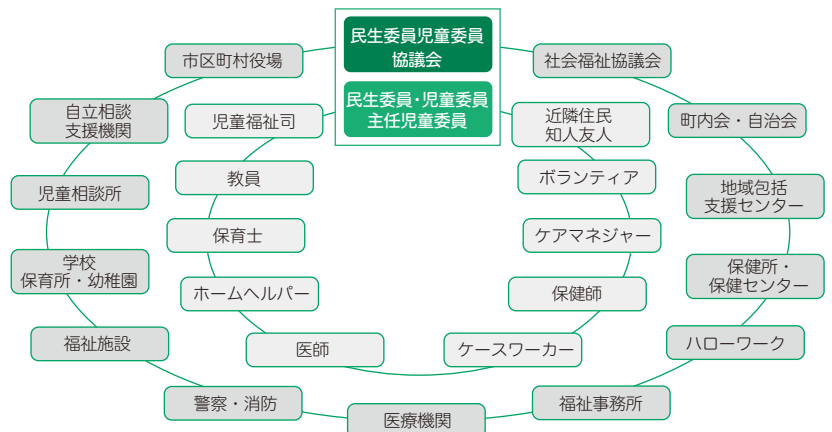 民生委員児童委員
協議会
民生委員・児童委員
主任児童委員
市区町村役場
社会福祉協議会
自立相談
支援機関
児童福祉司
近隣住民
知人友人
町内会・自治会
児童相談所
教員
ボランティア
地域包括
支援センター
保育士
ケアマネジャー
学校
保育所・幼稚園
ホームヘルパー
保健師
保健所・
保健センター
福祉施設
医師
ケースワーカー
ハローワーク
警察・消防
医療機関
福祉事務所